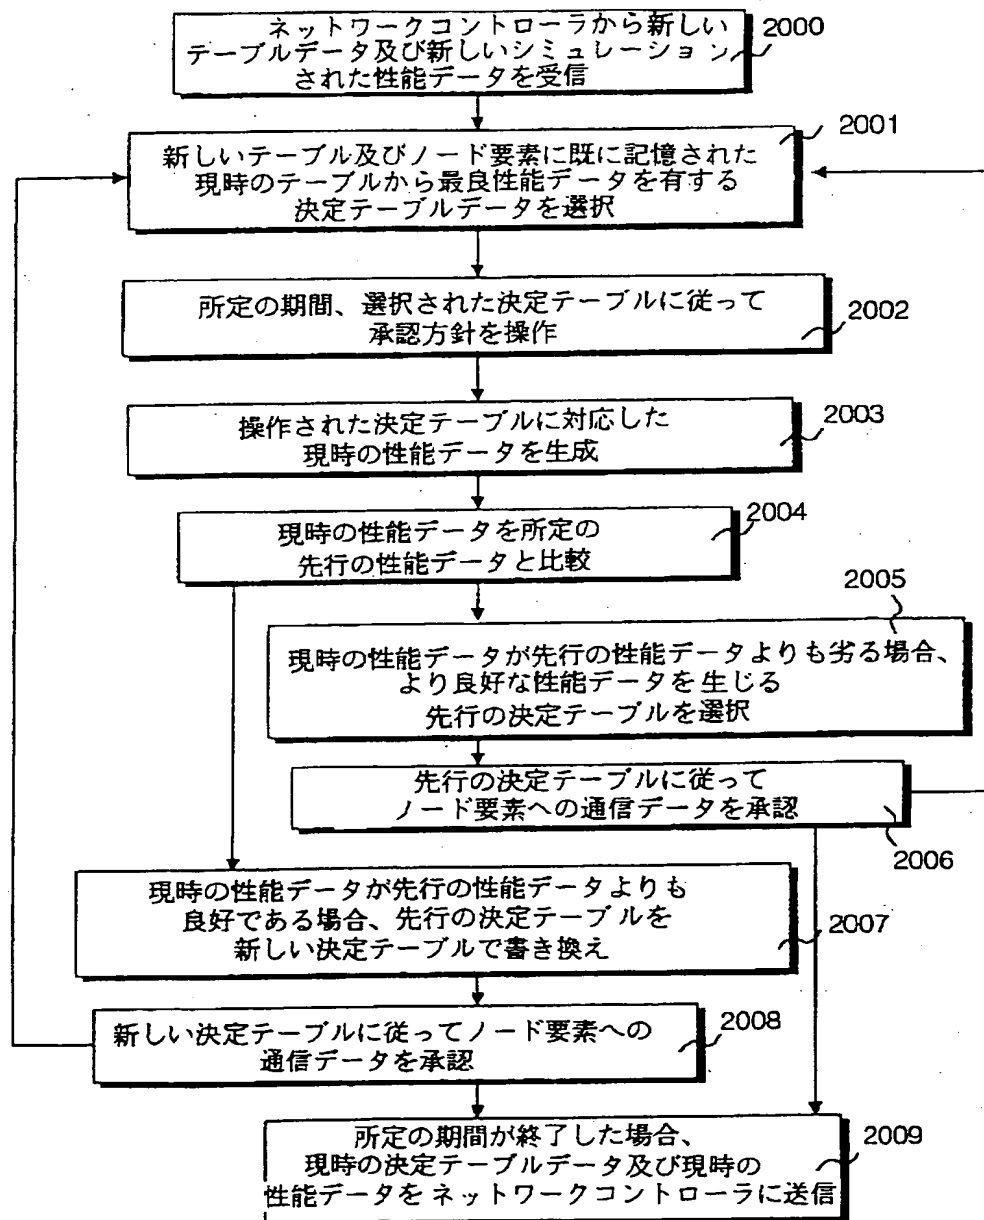 ネットワークコントローラから新しい
テーブルデータ及び新しいシミュレーション
された性能データを受信
2000
新しいテーブル及びノード要素に既に記憶された
現時のテーブルから最良性能データを有する
決定テーブルデータを選択
2001
所定の期間、選択された決定テーブルに従って
承認方針を操作
2002
操作された決定テーブルに対応した
現時の性能データを生成
2003
現時の性能データを所定の
先行の性能データと比較
2004
2005
現時の性能データが先行の性能データよりも劣る場合、
より良好な性能データを生じる
先行の決定テーブルを選択
先行の決定テーブルに従って
ノード要素への通信データを承認
2006
現時の性能データが先行の性能データよりも
良好である場合、先行の決定テーブルを
新しい決定テーブルで書き換え
2007
新しい決定テーブルに従ってノード要素への
通信データを承認
2008
所定の期間が終了した場合、
現時の決定テーブルデータ及び現時の
性能データをネットワークコントローラに送信
2009